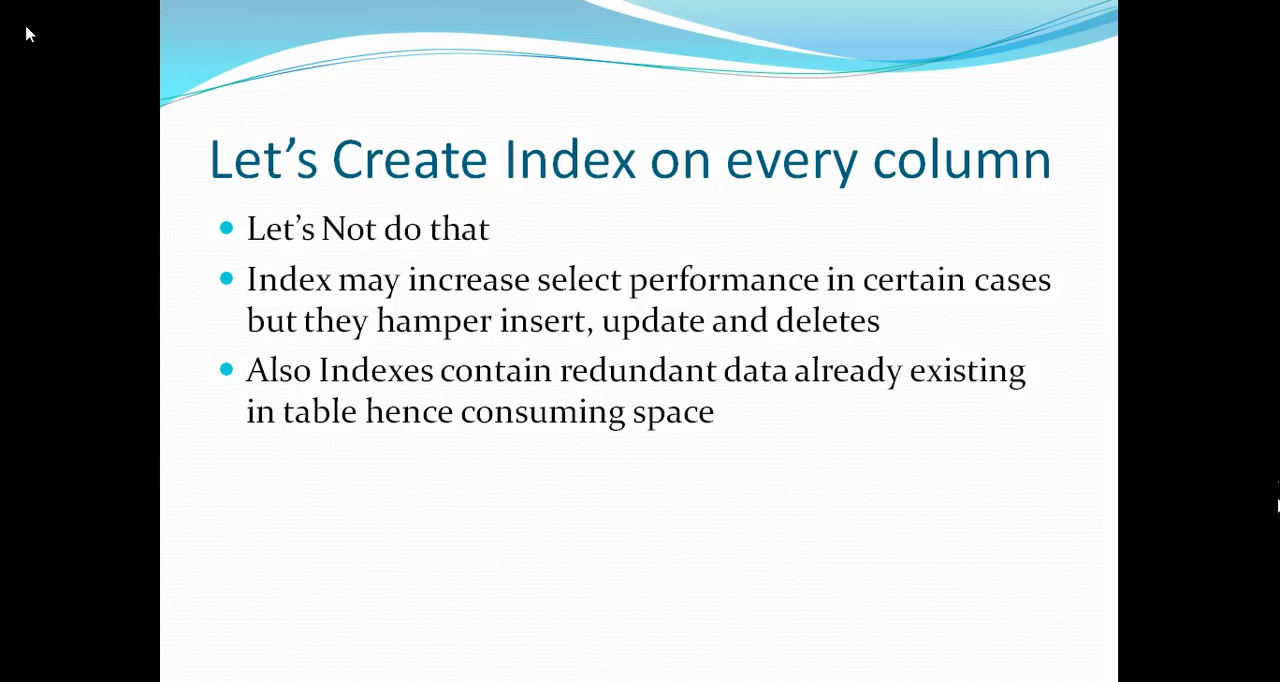 Let’s Create Index on every column
Let’s Not do that
Index may increase select performance in certain cases
but they hamper insert, update and deletes
Also Indexes contain redundant data already existing
in table hence consuming space